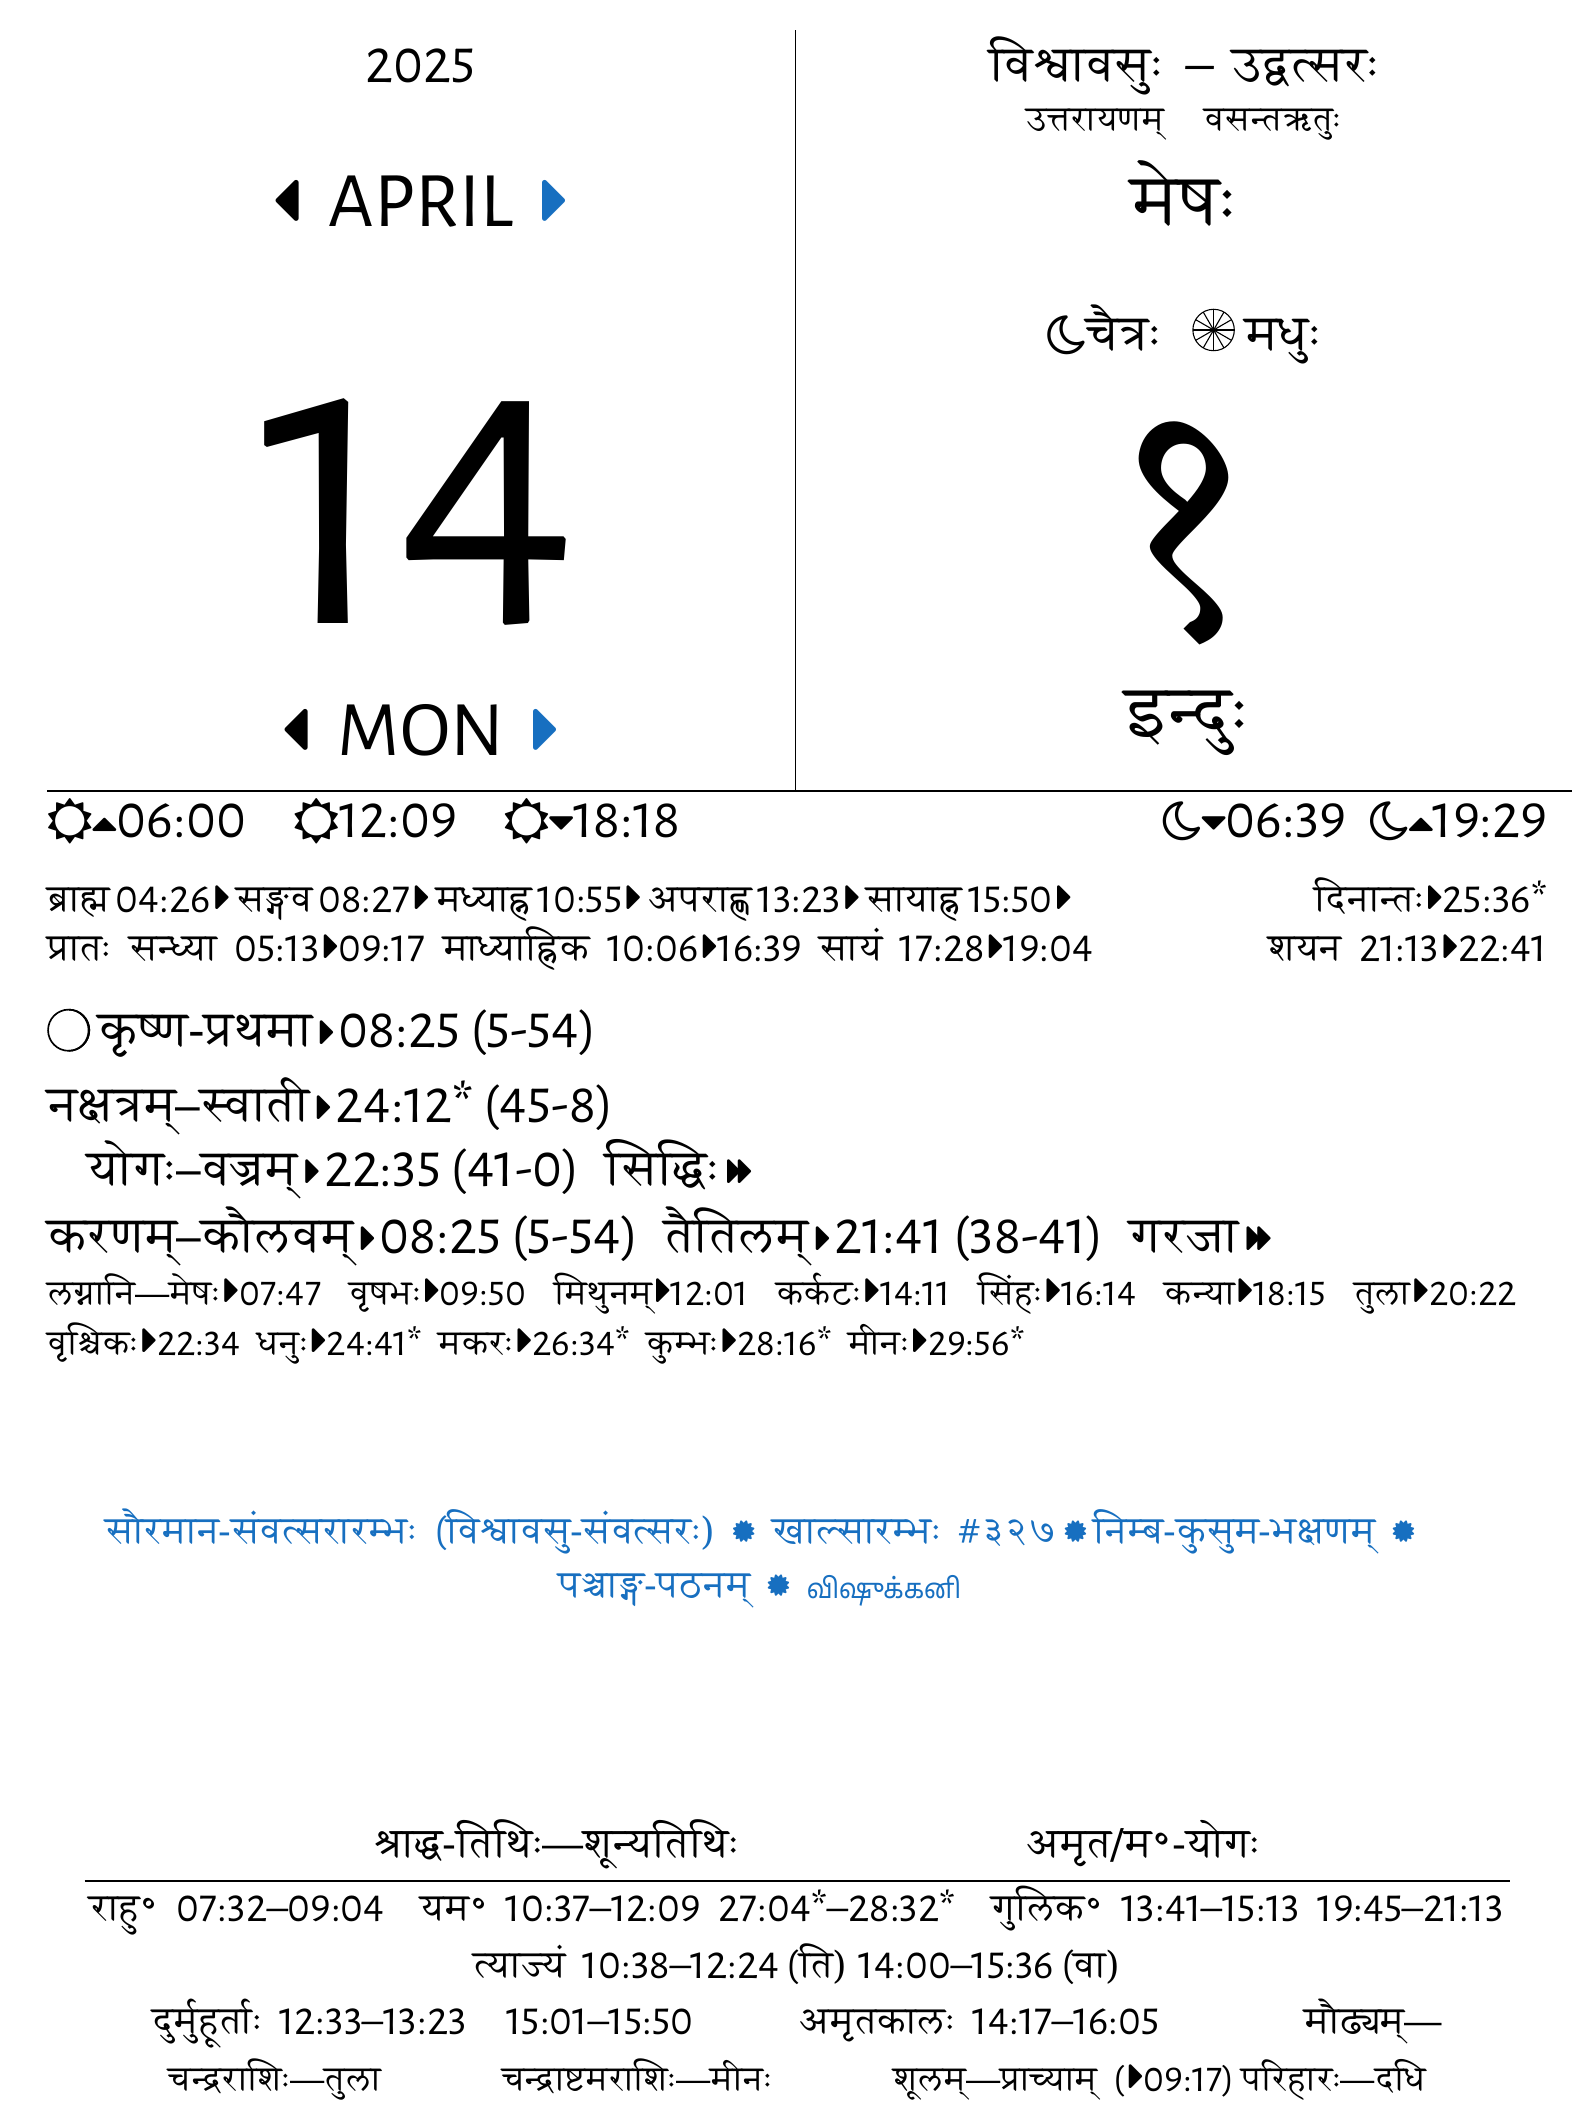 2025
APRIL
14
MON
विश्वावसुः – उद्वत्सरः
उत्तरायणम् वसन्तऋतुः
मेषः
चैत्रः मधुः
१
इन्दुः
06:00 12:09 18:18 06:39 19:29
ब्राह्म 04:26 सङ्गव 08:27 मध्याह्न 10:55 अपराह्ण 13:23 सायाह्न 15:50 दिनान्तः 25:36*
प्रातः सन्ध्या 05:13 09:17 माध्याह्निक 10:06 16:39 सायं 17:28 19:04 शयन 21:13 22:41
कृष्ण-प्रथमा 08:25 (5-54)
नक्षत्रम्–स्वाती 24:12* (45-8)
योगः–वज्रम् 22:35 (41-0) सिद्धिः
करणम्–कौलवम् 08:25 (5-54) तैतिलम् 21:41 (38-41) गरजा
लग्नानि—मेषः 07:47 वृषभः 09:50 मिथुनम् 12:01 कर्कटः 14:11 सिंहः 16:14 कन्या 18:15 तुला 20:22
वृश्चिकः 22:34 धनुः 24:41* मकरः 26:34* कुम्भः 28:16* मीनः 29:56*
सौरमान-संवत्सरारम्भः (विश्वावसु-संवत्सरः) ✹ खाल्सारम्भः #३२७ ✹ निम्ब-कुसुम-भक्षणम् ✹
पञ्चाङ्ग-पठनम् ✹ விஷுக்கனி
श्राद्ध-तिथिः—शून्यतिथिः अमृत/म॰-योगः
राहु॰ 07:32–09:04 यम॰ 10:37–12:09 27:04*–28:32* गुलिक॰ 13:41–15:13 19:45–21:13
त्याज्यं 10:38–12:24 (ति) 14:00–15:36 (वा)
दुर्मुहूर्ताः 12:33–13:23 15:01–15:50 अमृतकालः 14:17–16:05 मौढ्यम्—
चन्द्रराशिः—तुला चन्द्राष्टमराशिः—मीनः शूलम्—प्राच्याम् (09:17) परिहारः—दधि